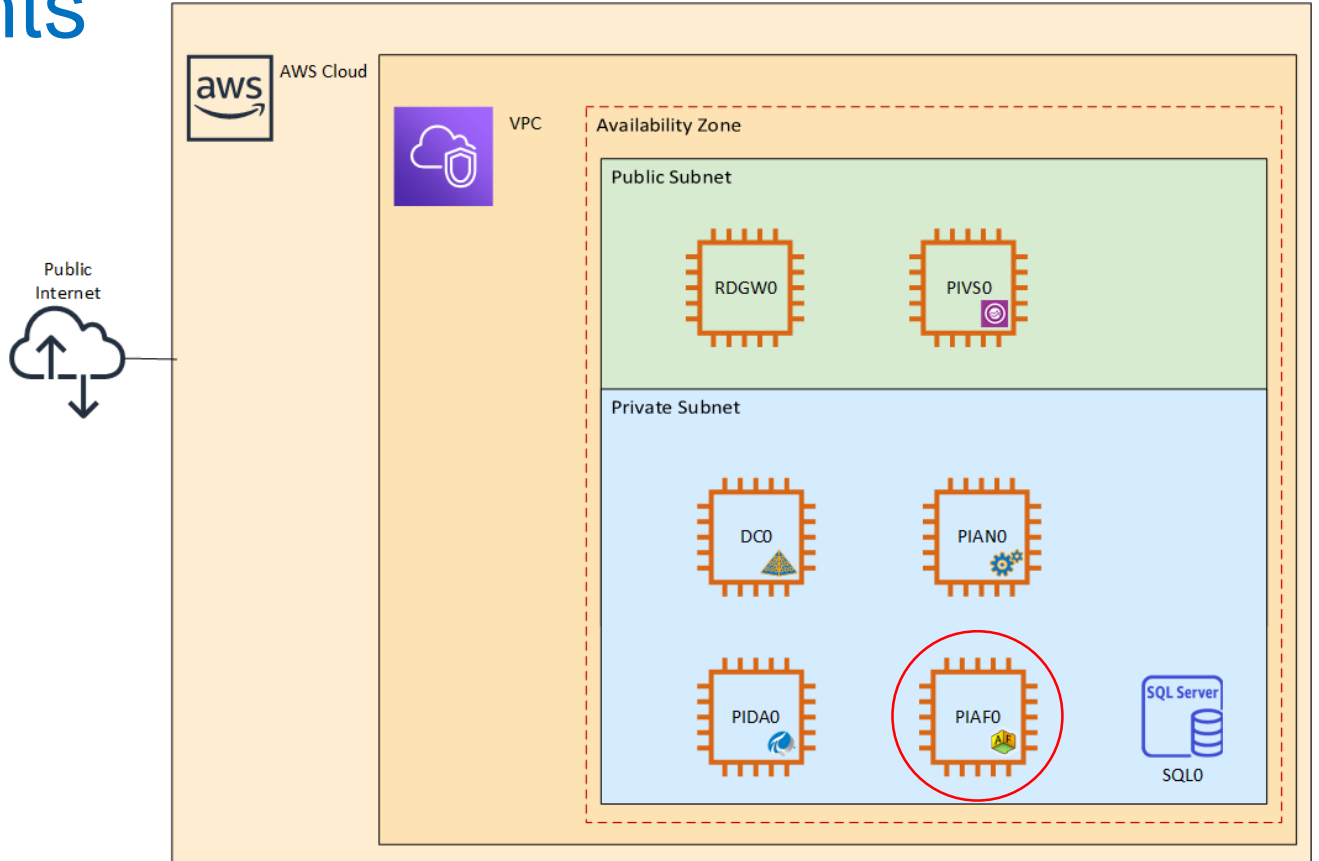 nts
aws
AWS Cloud
VPC
Availability Zone
Public Subnet
RDGW0
PIVS0
Public
Internet
Private Subnet
DC0
PIAN0
PIDA0
PIAF0
AF
SQL Server
SQL0